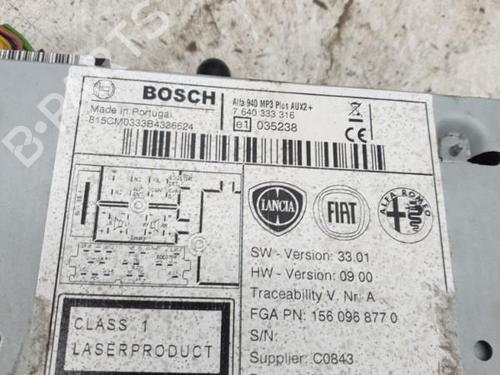 B-PARTS
BOSCH
Alfa 940 MP3 Plus AUX2+
7 640 333 316
Made in Portugal
815CM0333B4336624
e1 035238
CE
LANCIA
FIAT
ALFA ROMEO
SW - Version: 33.01
HW - Version: 09 00
Traceability V. Nr: A
FGA PN: 156 096 877 0
S/N:
Supplier: C0843
CLASS 1
LASERPRODUCT